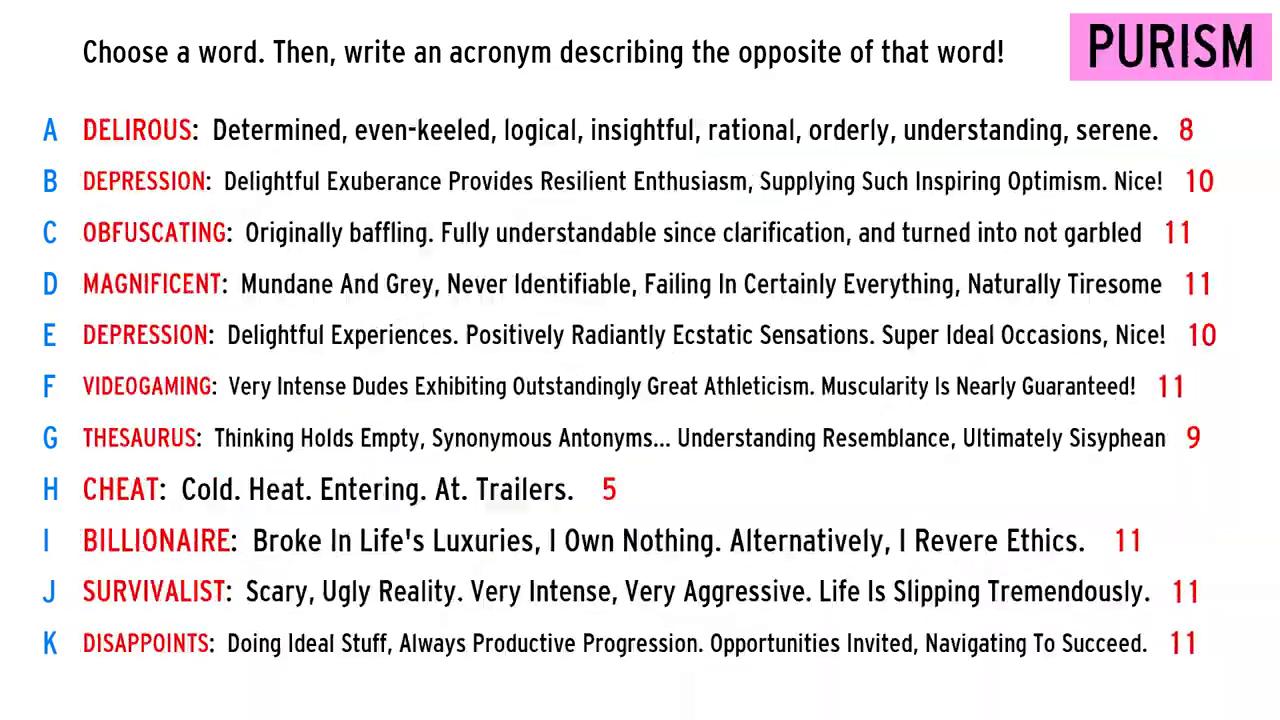 Choose a word. Then, write an acronym describing the opposite of that word!
PURISM
A DELIROUS: Determined, even-keeled, logical, insightful, rational, orderly, understanding, serene. 8
B DEPRESSION: Delightful Exuberance Provides Resilient Enthusiasm, Supplying Such Inspiring Optimism. Nice! 10
C OBFUSCATING: Originally baffling. Fully understandable since clarification, and turned into not garbled 11
D MAGNIFICENT: Mundane And Grey, Never Identifiable, Failing In Certainly Everything, Naturally Tiresome 11
E DEPRESSION: Delightful Experiences. Positively Radiantly Ecstatic Sensations. Super Ideal Occasions, Nice! 10
F VIDEOGAMING: Very Intense Dudes Exhibiting Outstandingly Great Athleticism. Muscularity Is Nearly Guaranteed! 11
G THESAURUS: Thinking Holds Empty, Synonymous Antonyms... Understanding Resemblance, Ultimately Sisyphean 9
H CHEAT: Cold. Heat. Entering. At. Trailers. 5
I BILLIONAIRE: Broke In Life's Luxuries, I Own Nothing. Alternatively, I Revere Ethics. 11
J SURVIVALIST: Scary, Ugly Reality. Very Intense, Very Aggressive. Life Is Slipping Tremendously. 11
K DISAPPOINTS: Doing Ideal Stuff, Always Productive Progression. Opportunities Invited, Navigating To Succeed. 11